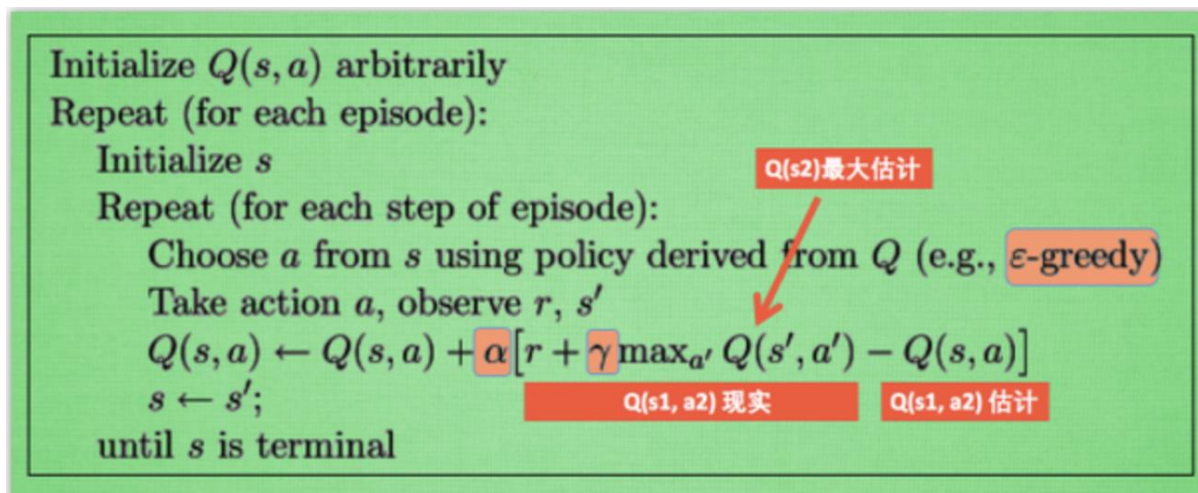 Initialize Q(s, a) arbitrarily
Repeat (for each episode):
Initialize s
Q(s2)最大估计
Repeat (for each step of episode):
Choose a from s using policy derived from Q (e.g., ε-greedy)
Take action a, observe r, s′
Q(s, a) ← Q(s, a) + α[r + γ maxₐ′ Q(s′, a′) − Q(s, a)]
s ← s′;
Q(s1, a2) 现实
Q(s1, a2) 估计
until s is terminal